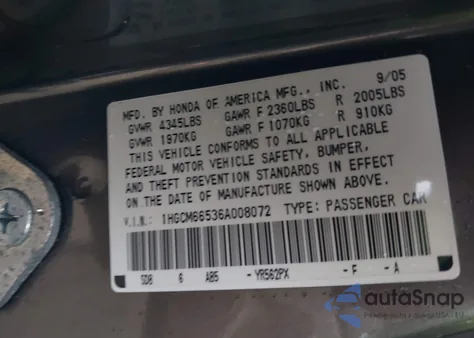 MFD. BY HONDA OF AMERICA MFG., INC. 9/05
GVWR 4345LBS GAWR F 2360LBS R 2005LBS
GVWR 1970KG GAWR F 1070KG R 910KG
THIS VEHICLE CONFORMS TO ALL APPLICABLE
FEDERAL MOTOR VEHICLE SAFETY, BUMPER,
AND THEFT PREVENTION STANDARDS IN EFFECT
ON THE DATE OF MANUFACTURE SHOWN ABOVE.
V.I.N.: 1HGCM66536A008072 TYPE: PASSENGER CAR
SDB 6 AB5 - YR562PX - F - A
autoSnap